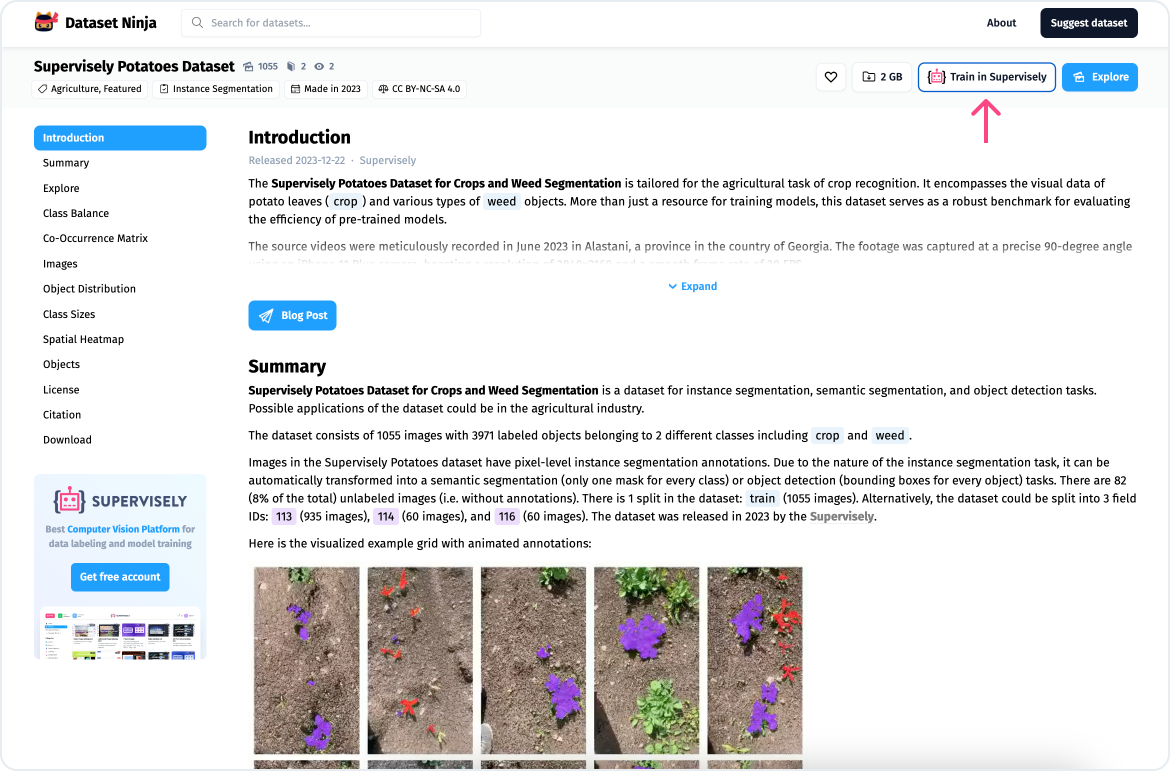 Dataset Ninja
Search for datasets...
About
Suggest dataset
Supervisely Potatoes Dataset 1055 2 2
Agriculture, Featured
Instance Segmentation
Made in 2023
CC BY-NC-SA 4.0
2 GB
Train in Supervisely
Explore
Introduction
Summary
Explore
Class Balance
Co-Occurrence Matrix
Images
Object Distribution
Class Sizes
Spatial Heatmap
Objects
License
Citation
Download
SUPERVISELY
Best Computer Vision Platform for
data labeling and model training
Get free account
Introduction
Released 2023-12-22 · Supervisely
The Supervisely Potatoes Dataset for Crops and Weed Segmentation is tailored for the agricultural task of crop recognition. It encompasses the visual data of
potato leaves ( crop ) and various types of weed objects. More than just a resource for training models, this dataset serves as a robust benchmark for evaluating
the efficiency of pre-trained models.
The source videos were meticulously recorded in June 2023 in Alastani, a province in the country of Georgia. The footage was captured at a precise 90-degree angle
Expand
Blog Post
Summary
Supervisely Potatoes Dataset for Crops and Weed Segmentation is a dataset for instance segmentation, semantic segmentation, and object detection tasks.
Possible applications of the dataset could be in the agricultural industry.
The dataset consists of 1055 images with 3971 labeled objects belonging to 2 different classes including crop and weed .
Images in the Supervisely Potatoes dataset have pixel-level instance segmentation annotations. Due to the nature of the instance segmentation task, it can be
automatically transformed into a semantic segmentation (only one mask for every class) or object detection (bounding boxes for every object) tasks. There are 82
(8% of the total) unlabeled images (i.e. without annotations). There is 1 split in the dataset: train (1055 images). Alternatively, the dataset could be split into 3 field
IDs: 113 (935 images), 114 (60 images), and 116 (60 images). The dataset was released in 2023 by the Supervisely.
Here is the visualized example grid with animated annotations: